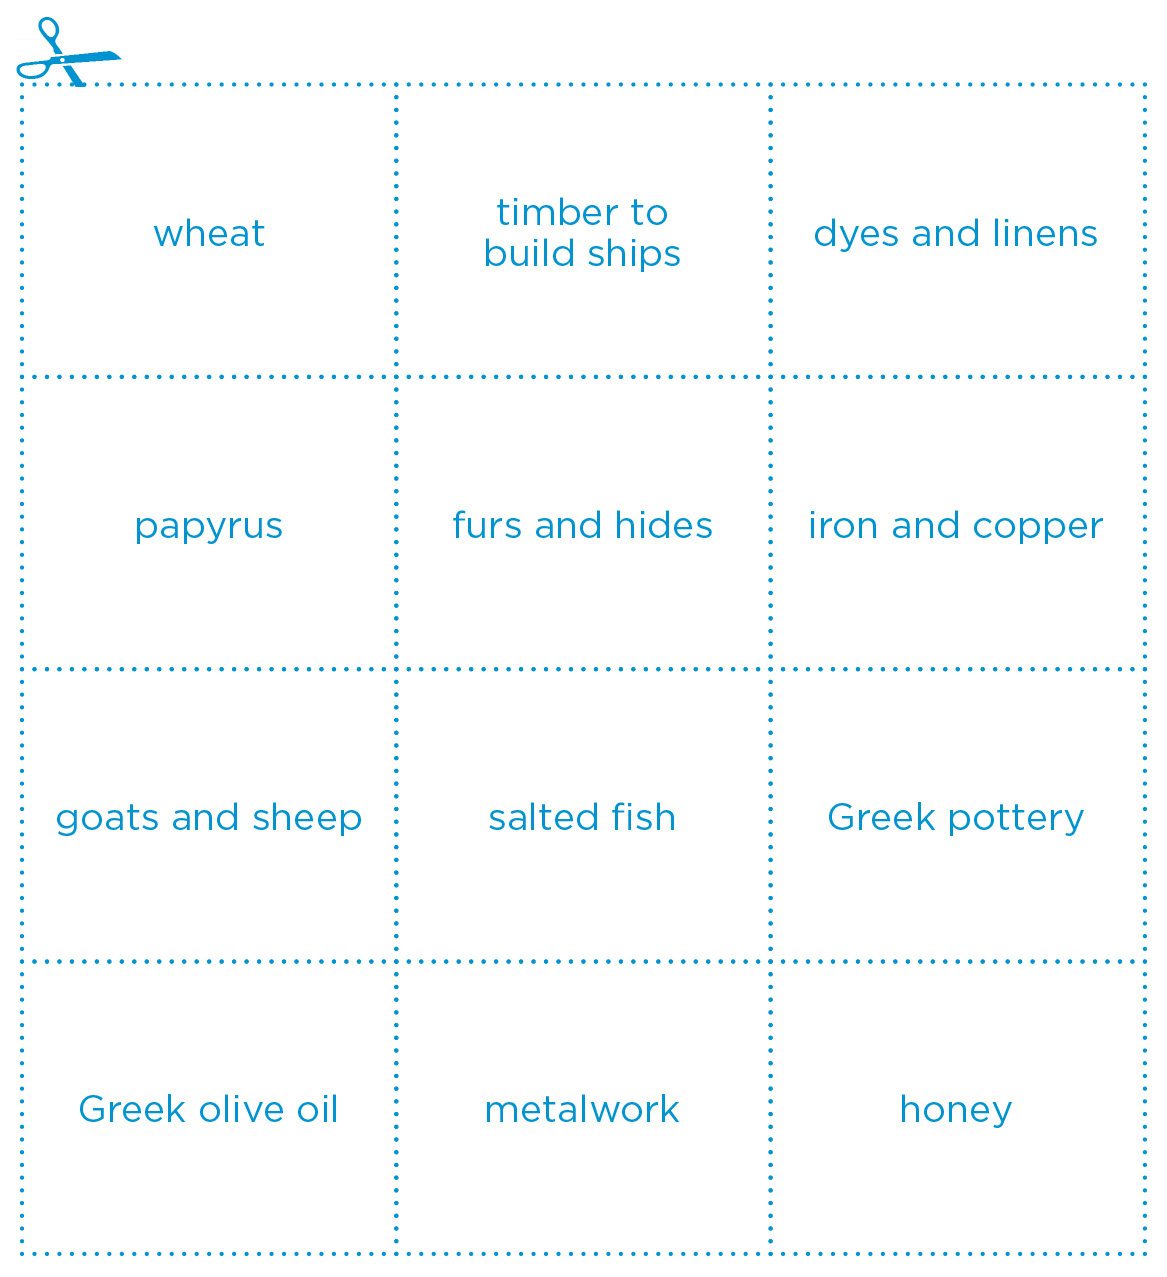 wheat
timber to
build ships
dyes and linens
papyrus
furs and hides
iron and copper
goats and sheep
salted fish
Greek pottery
Greek olive oil
metalwork
honey